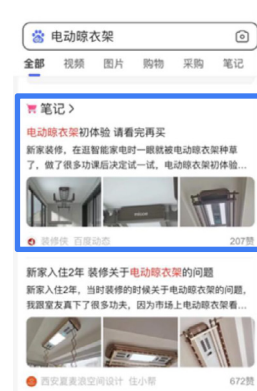 电动晾衣架
全部 视频 图片 购物 采购 笔记
笔记>
电动晾衣架初体验 请看完再买
新家装修,在逛智能家电时一眼就被电动晾衣架种草
了,做了很多功课后决定试一试,电动晾衣架初体验...
装修侠 百度动态 207赞
新家入住2年 装修关于电动晾衣架的问题
新家入住2年,当时装修的时候关于电动晾衣架的问题,
我跟室友真下了很多功夫,因为市场上电动晾衣架看...
西安夏麦浪空间设计 住小帮 672赞